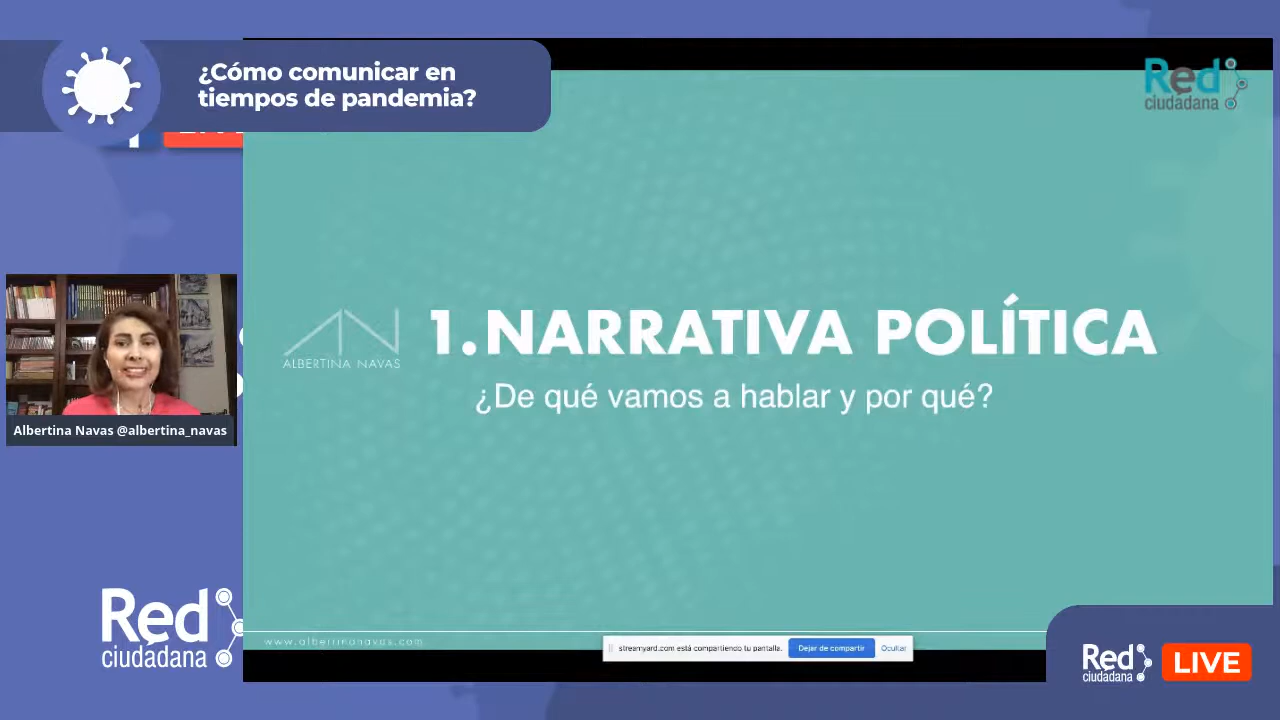 ¿Cómo comunicar en
tiempos de pandemia?
Red
ciudadana
AN
ALBERTINA NAVAS
1.NARRATIVA POLÍTICA
¿De qué vamos a hablar y por qué?
Albertina Navas @albertina_navas
Red
ciudadana
www.albertinanavas.com
streamyard.com está compartiendo tu pantalla.
Dejar de compartir
Ocultar
Red
ciudadana
LIVE